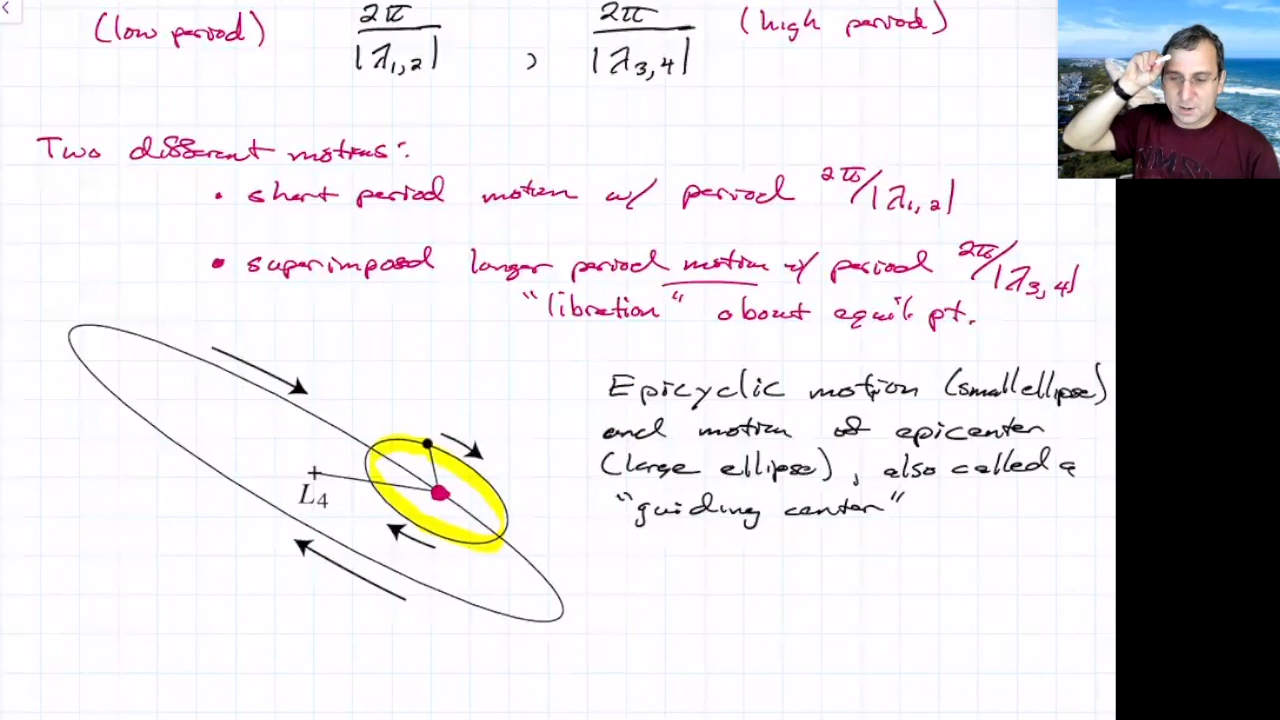 (low period) 2π/|λ1,2| , 2π/|λ3,4| (high period)
Two different motions:
• short period motion w/ period 2π/|λ1,2|
• superimposed longer period motion w/ period 2π/|λ3,4|
"libration" about equil. pt.
Epicyclic motion (small ellipse)
and motion of epicenter
(large ellipse), also called a
"guiding center"
L4